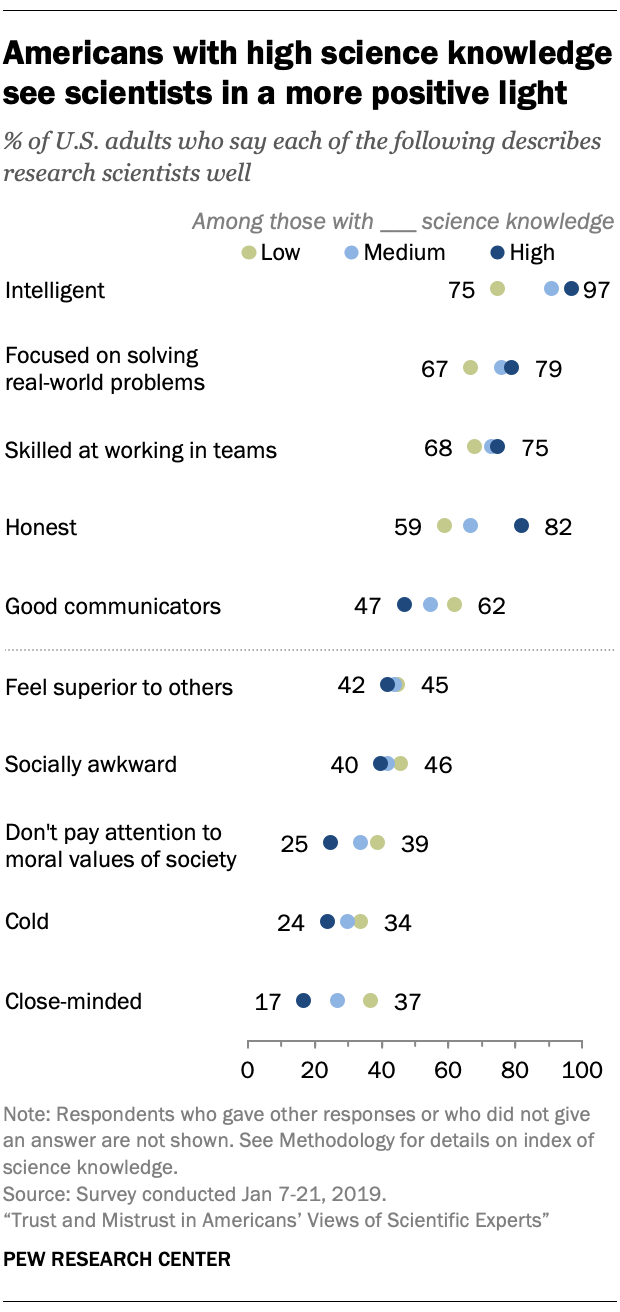 Americans with high science knowledge
see scientists in a more positive light
% of U.S. adults who say each of the following describes
research scientists well
Among those with ___ science knowledge
Low Medium High
Intelligent 75 97
Focused on solving
real-world problems 67 79
Skilled at working in teams 68 75
Honest 59 82
Good communicators 47 62
Feel superior to others 42 45
Socially awkward 40 46
Don't pay attention to
moral values of society 25 39
Cold 24 34
Close-minded 17 37
0 20 40 60 80 100
Note: Respondents who gave other responses or who did not give
an answer are not shown. See Methodology for details on index of
science knowledge.
Source: Survey conducted Jan 7-21, 2019.
“Trust and Mistrust in Americans’ Views of Scientific Experts”
PEW RESEARCH CENTER